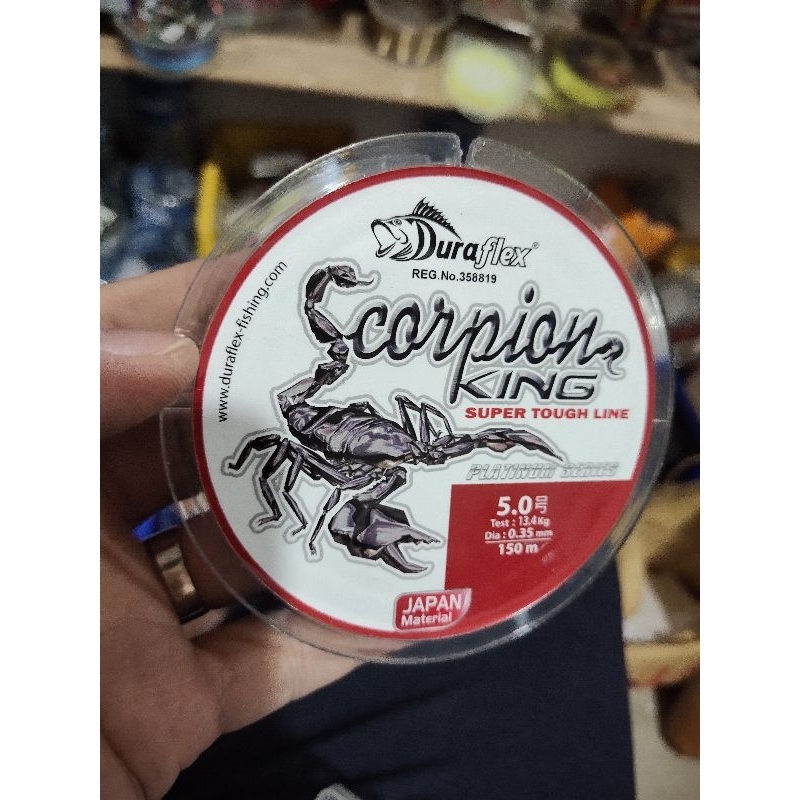 Duraflex®
REG.No.358819
www.duraflex-fishing.com
Scorpion
KING
SUPER TOUGH LINE
PLATINUM SERIES
5.0号
Test : 13.4Kg
Dia : 0.35 mm
150 m
JAPAN
Material